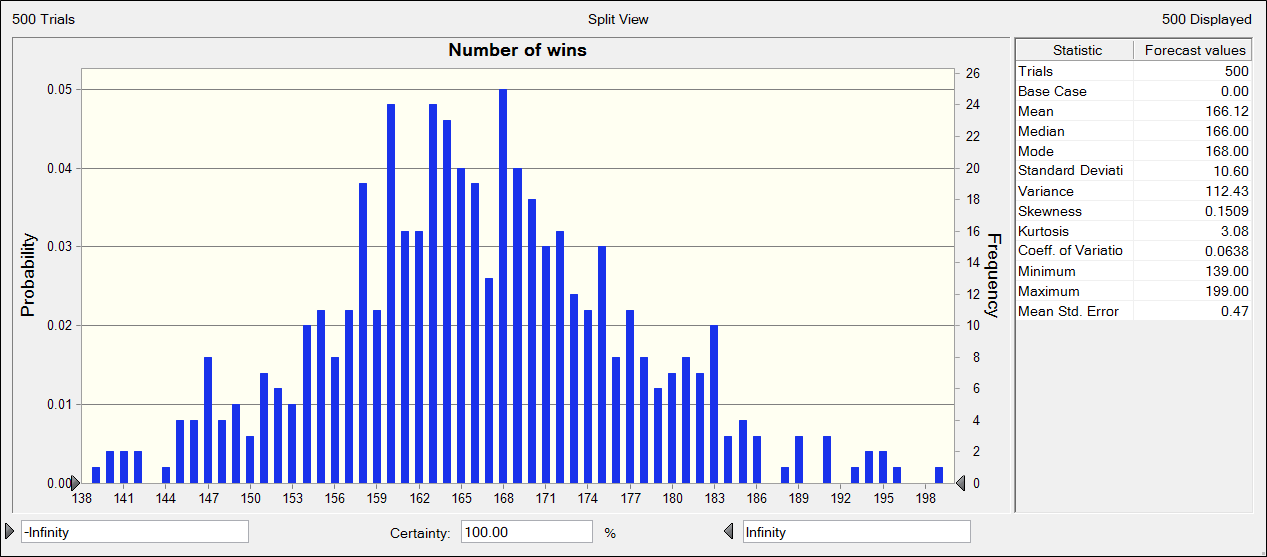 500 Trials
Split View
500 Displayed
Number of wins
Probability
0.05
0.04
0.03
0.02
0.01
0.00
26
24
22
20
18
16
14
12
10
8
6
4
2
0
Frequency
138 141 144 147 150 153 156 159 162 165 168 171 174 177 180 183 186 189 192 195 198
Statistic Forecast values
Trials 500
Base Case 0.00
Mean 166.12
Median 166.00
Mode 168.00
Standard Deviati 10.60
Variance 112.43
Skewness 0.1509
Kurtosis 3.08
Coeff. of Variatio 0.0638
Minimum 139.00
Maximum 199.00
Mean Std. Error 0.47
-Infinity
Certainty: 100.00 %
Infinity